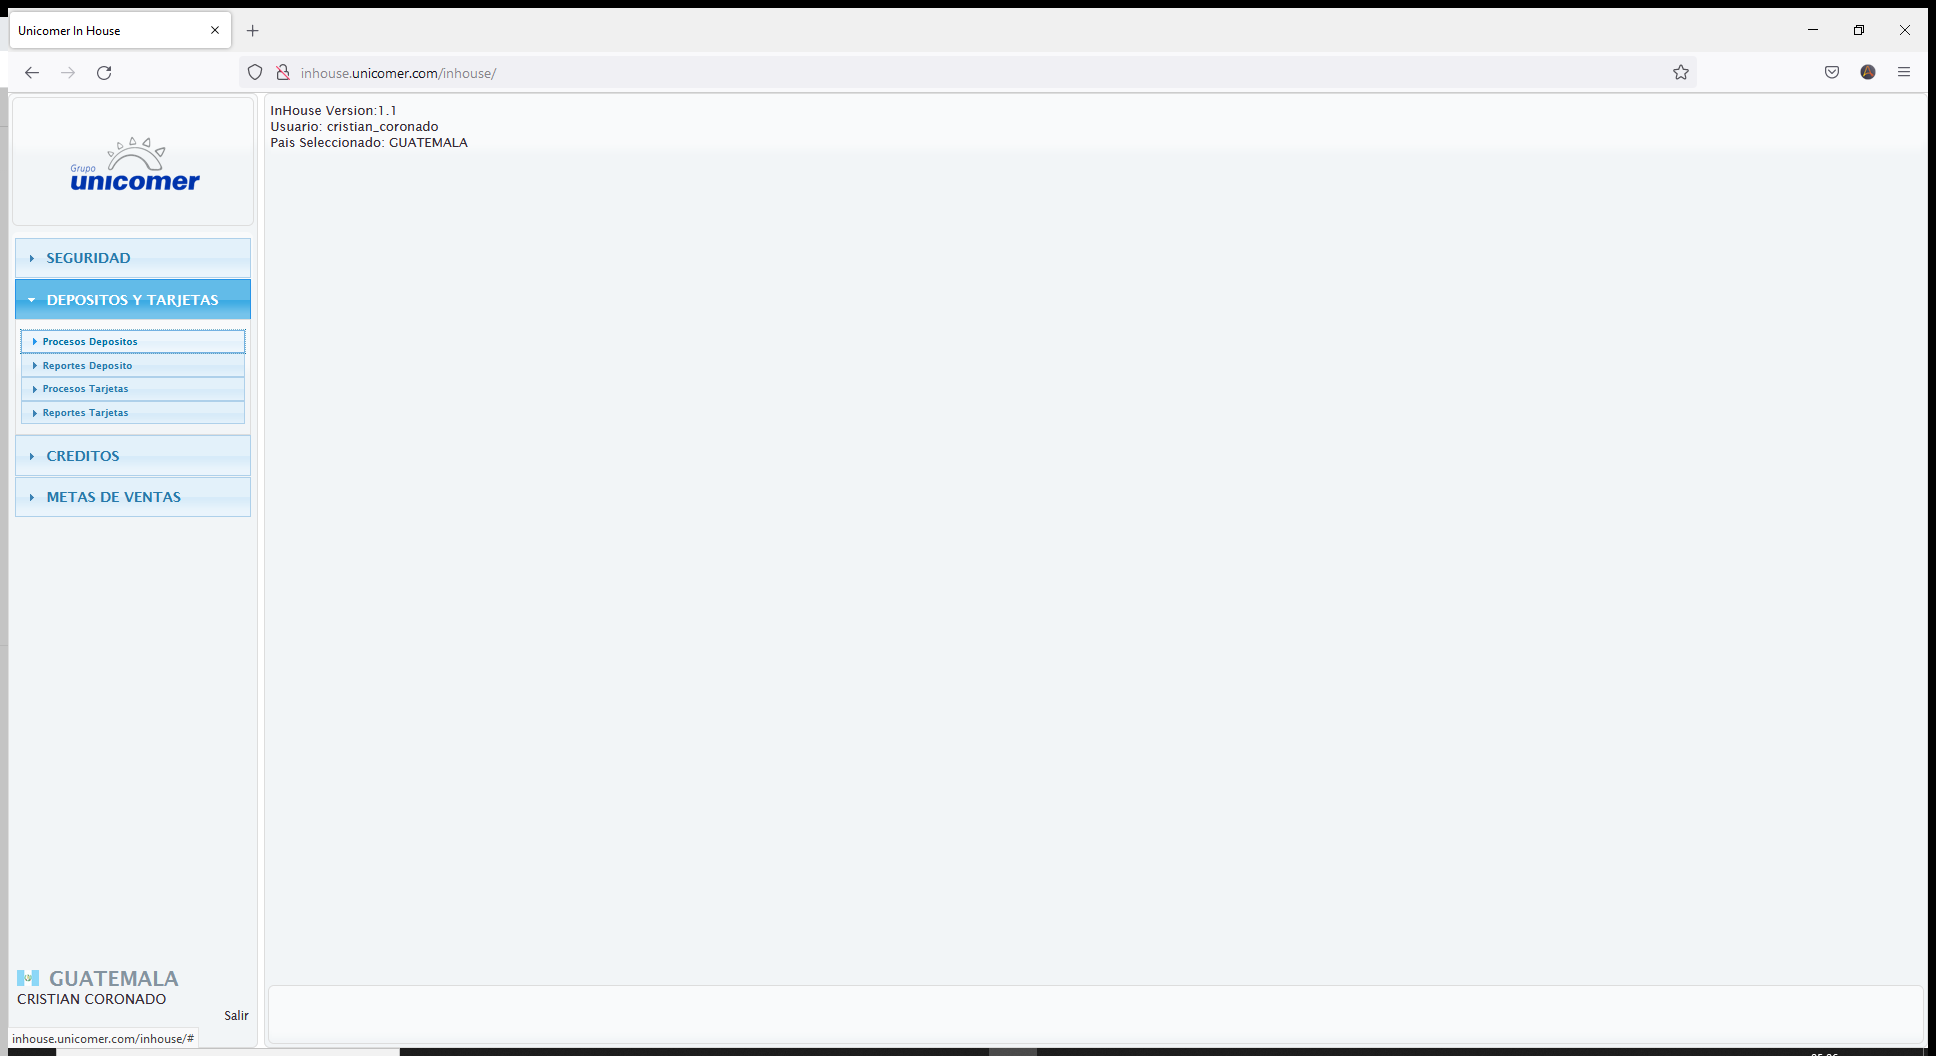 Unicomer In House
inhouse.unicomer.com/inhouse/
InHouse Version:1.1
Usuario: cristian_coronado
Pais Seleccionado: GUATEMALA
Grupo
unicomer
SEGURIDAD
DEPOSITOS Y TARJETAS
Procesos Depositos
Reportes Deposito
Procesos Tarjetas
Reportes Tarjetas
CREDITOS
METAS DE VENTAS
GUATEMALA
CRISTIAN CORONADO
Salir
inhouse.unicomer.com/inhouse/#